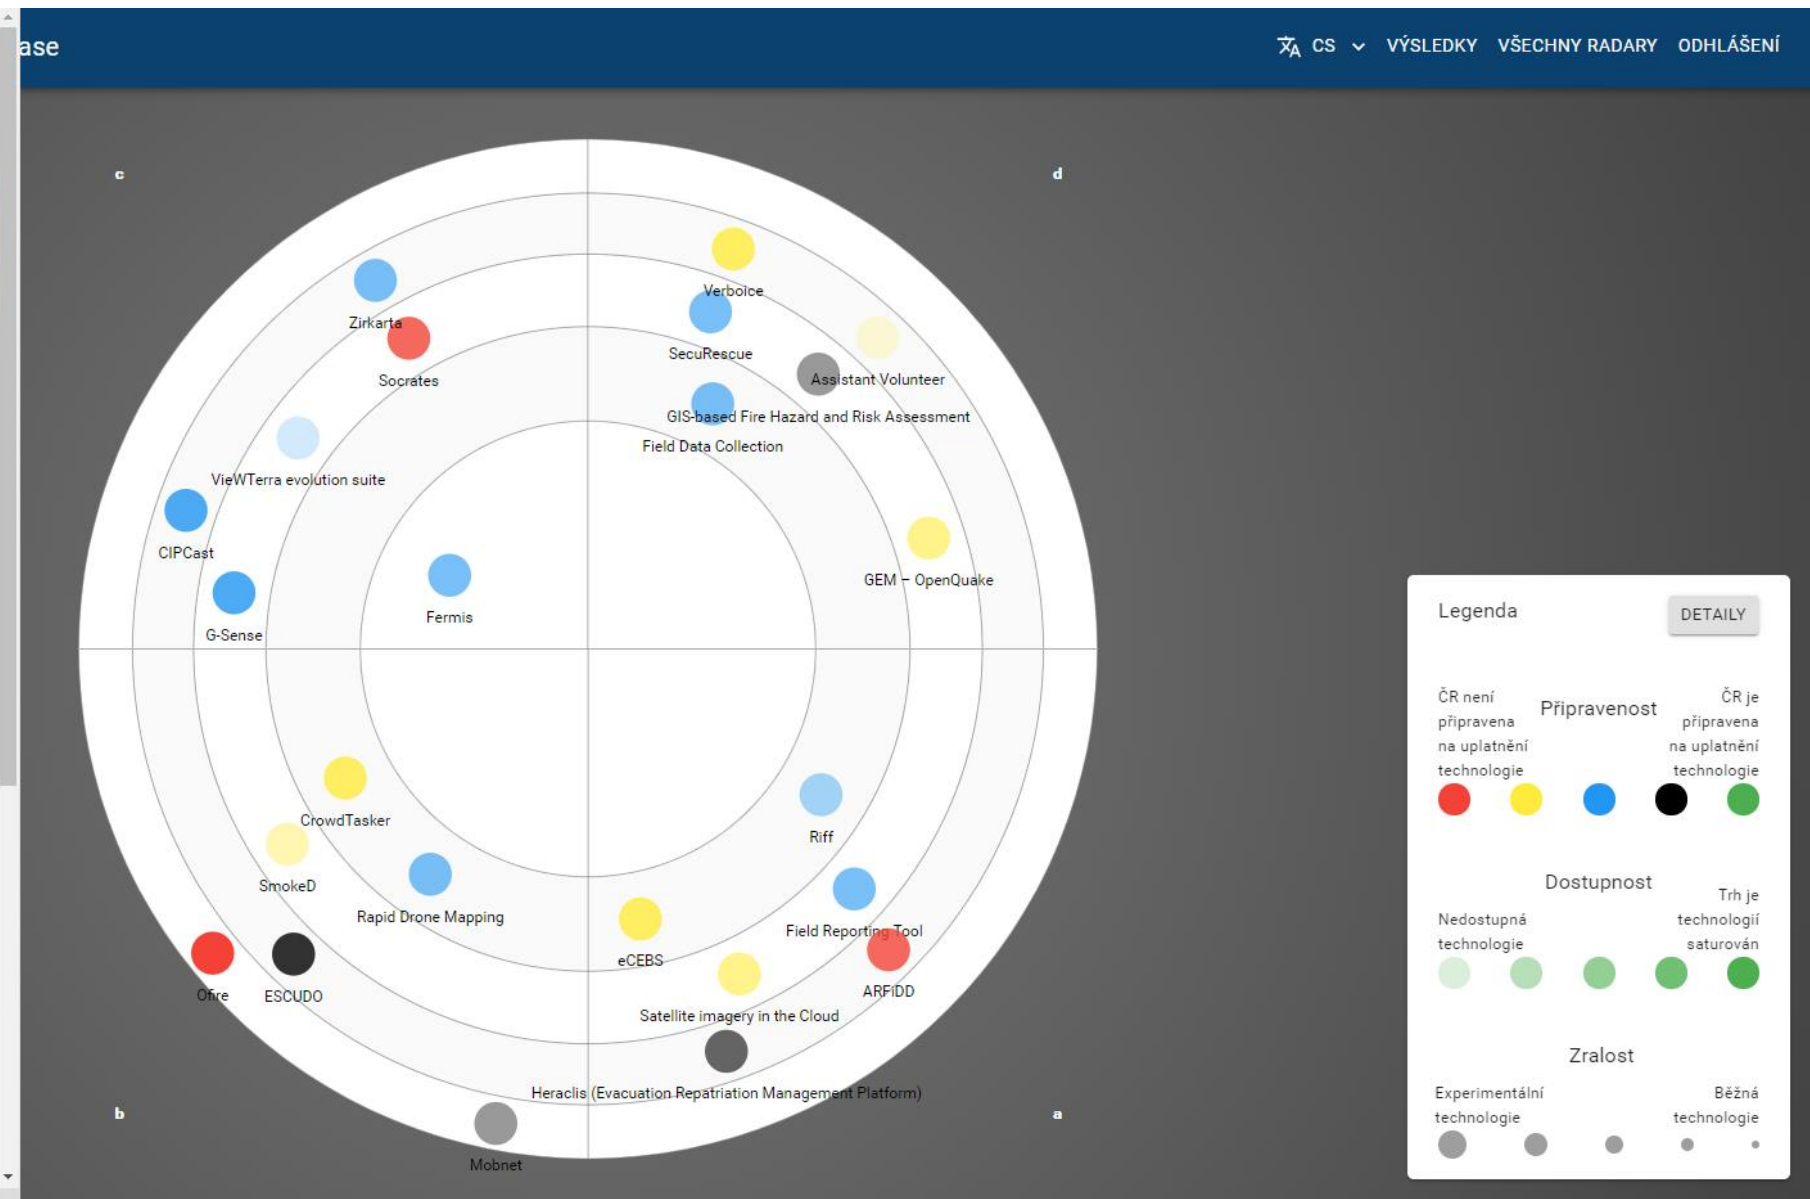 ase
CS
VÝSLEDKY
VŠECHNY RADARY
ODHLÁŠENÍ
c
d
Verboice
Zirkarta
SecuRescue
Socrates
Assistant Volunteer
GIS-based Fire Hazard and Risk Assessment
Field Data Collection
VieWTerra evolution suite
CIPCast
GEM – OpenQuake
Fermis
G-Sense
CrowdTasker
Riff
SmokeD
Rapid Drone Mapping
Field Reporting Tool
eCEBS
Ofire
ESCUDO
ARFiDD
Satellite imagery in the Cloud
Heraclis (Evacuation Repatriation Management Platform)
b
a
Mobnet
Legenda
DETAILY
ČR není
připravena
na uplatnění
technologie
Připravenost
ČR je
připravena
na uplatnění
technologie
Dostupnost
Nedostupná
technologie
Trh je
technologií
saturován
Zralost
Experimentální
technologie
Běžná
technologie